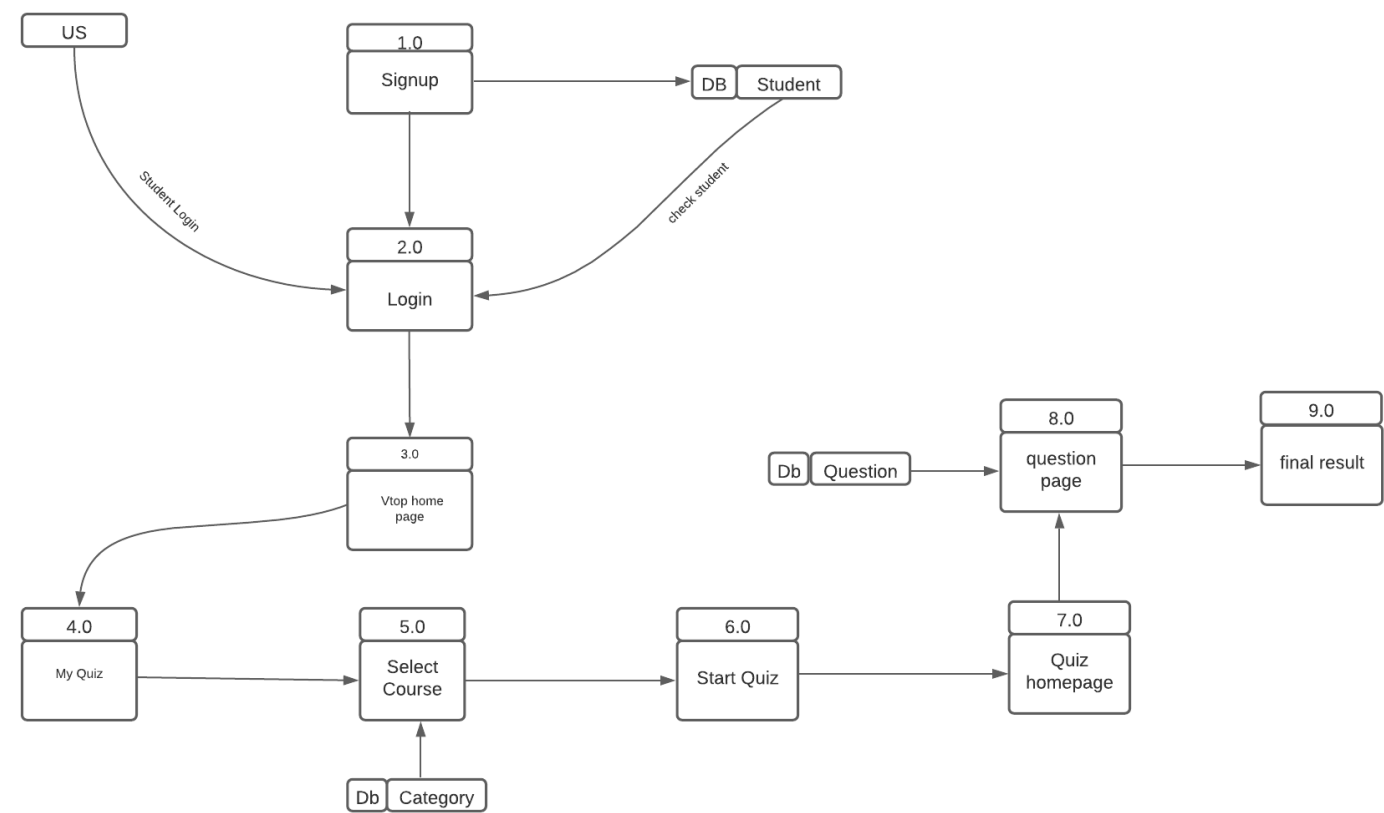 US
1.0
Signup
DB
Student
Student Login
check student
2.0
Login
3.0
Vtop home
page
8.0
question
page
9.0
final result
Db
Question
4.0
My Quiz
5.0
Select
Course
6.0
Start Quiz
7.0
Quiz
homepage
Db
Category